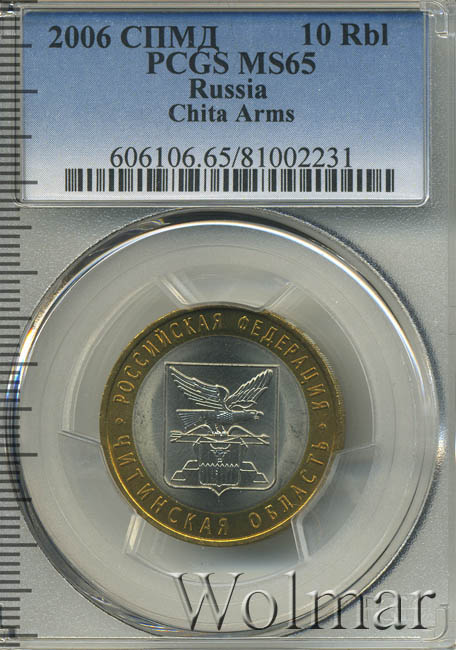 2006 СПМД 10 Rbl
PCGS MS65
Russia
Chita Arms
606106.65/81002231
РОССИЙСКАЯ ФЕДЕРАЦИЯ
ЧИТИНСКАЯ ОБЛАСТЬ
Wolmar